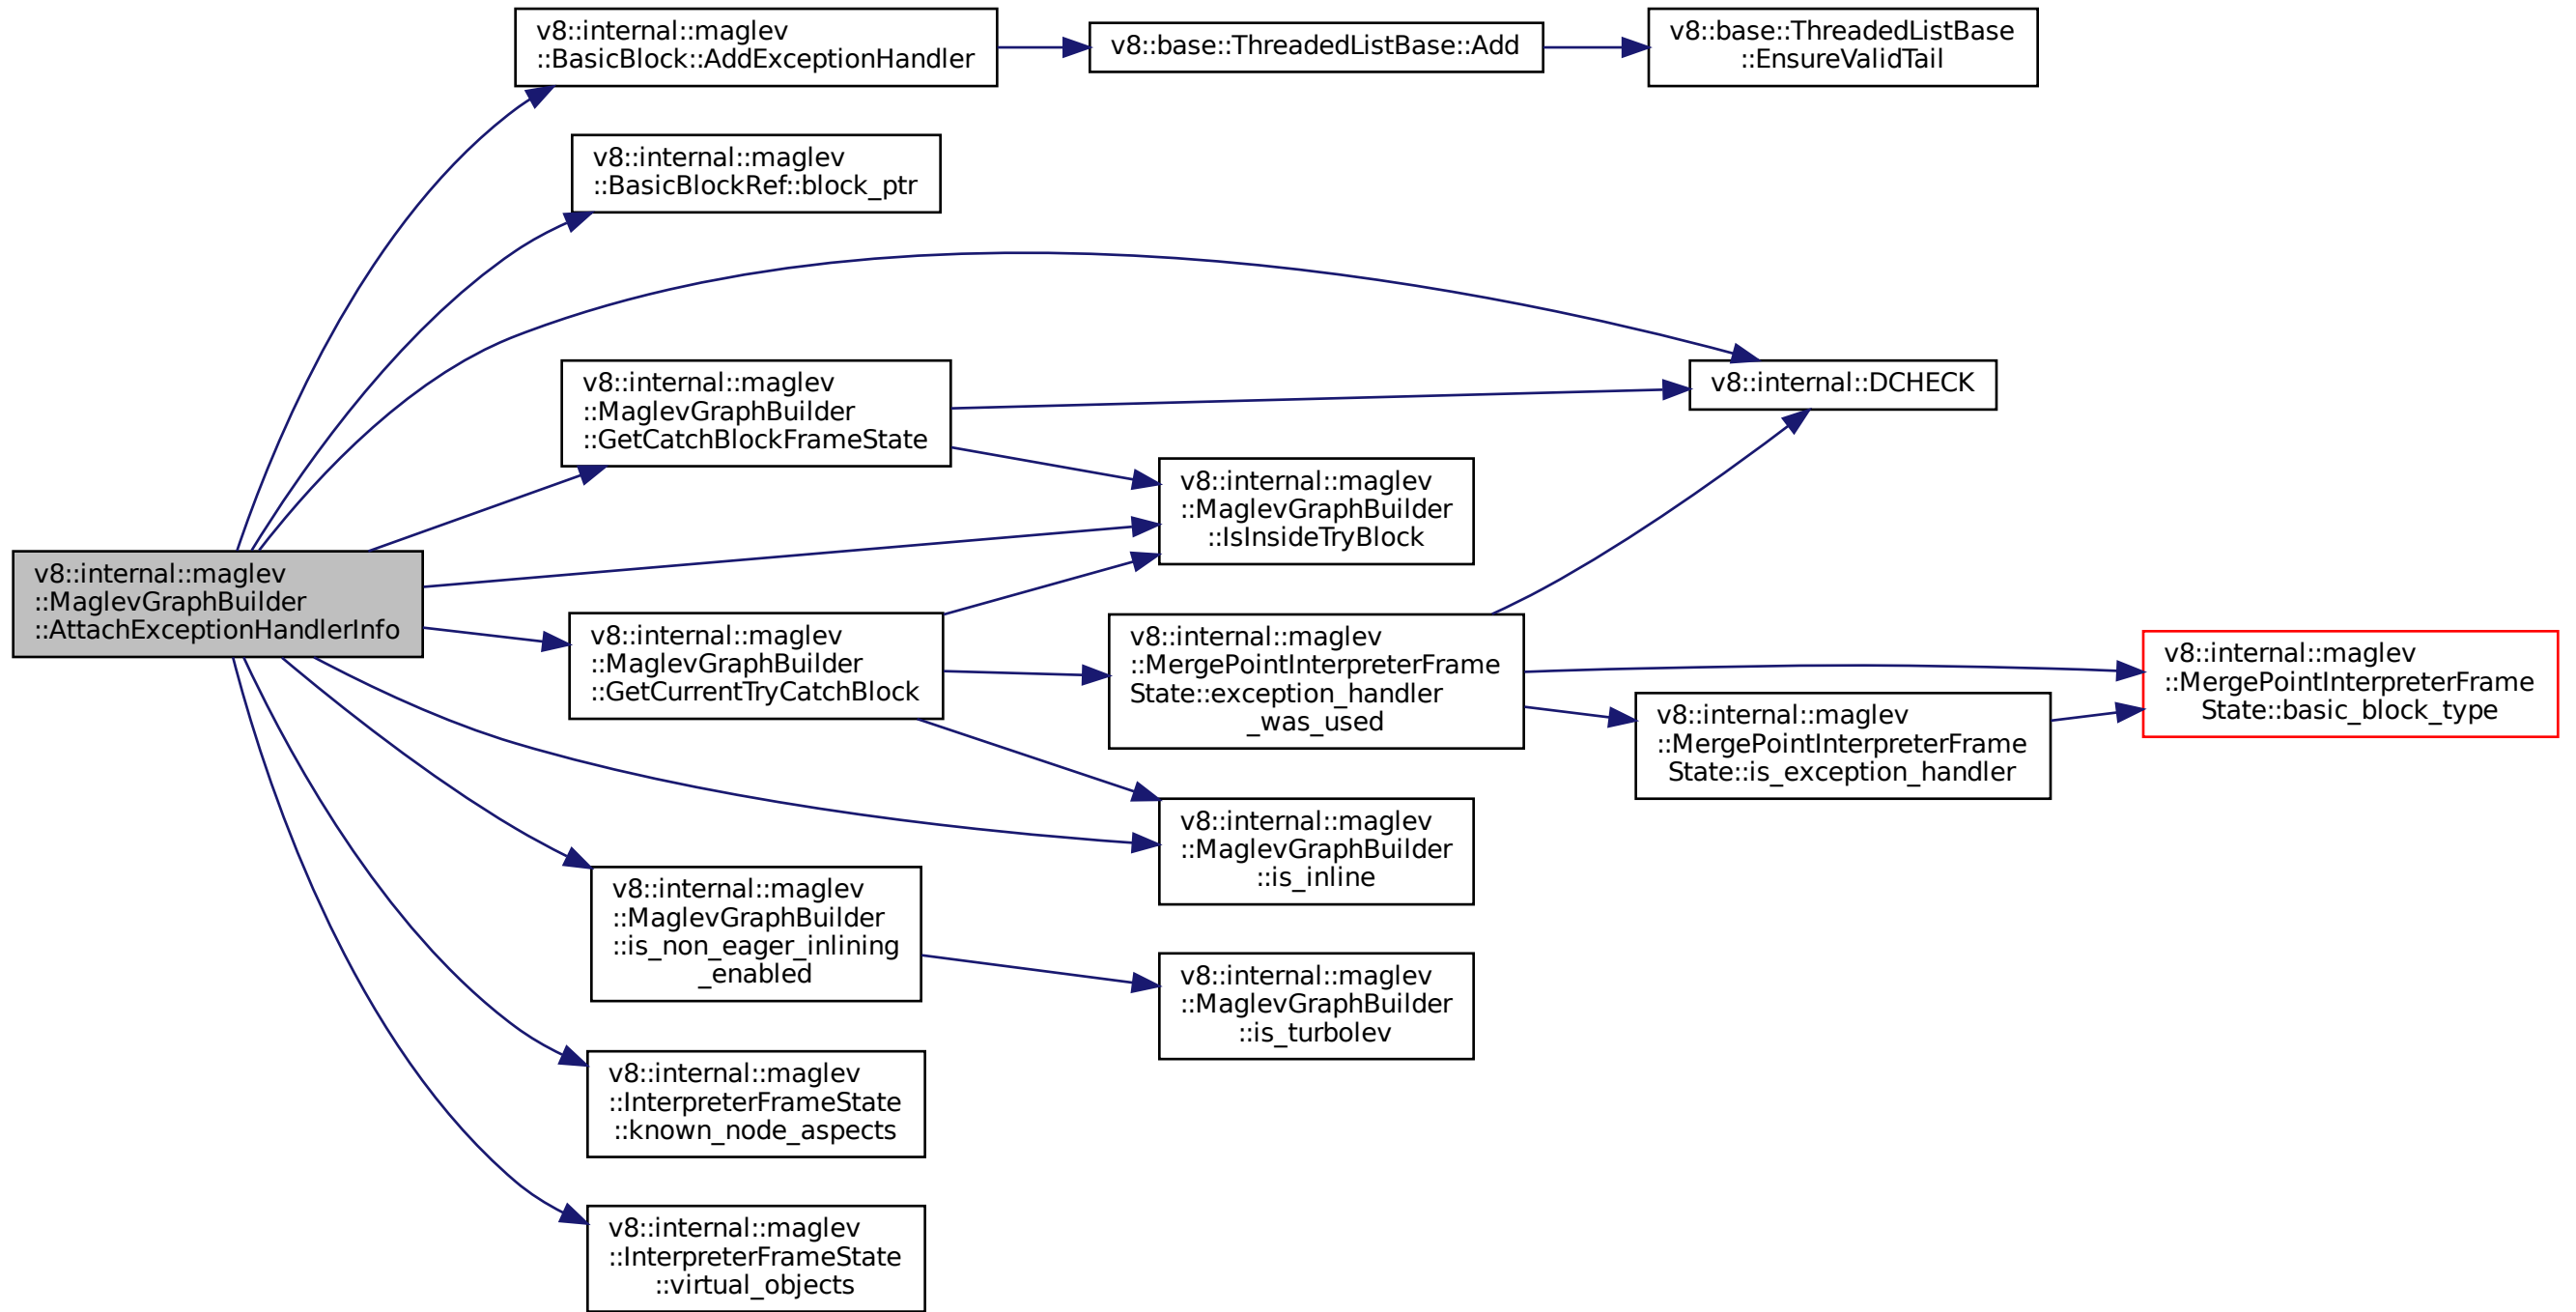 v8::internal::maglev
::BasicBlock::AddExceptionHandler
v8::base::ThreadedListBase::Add
v8::base::ThreadedListBase
::EnsureValidTail
v8::internal::maglev
::BasicBlockRef::block_ptr
v8::internal::maglev
::MaglevGraphBuilder
::GetCatchBlockFrameState
v8::internal::DCHECK
v8::internal::maglev
::MaglevGraphBuilder
::IsInsideTryBlock
v8::internal::maglev
::MaglevGraphBuilder
::AttachExceptionHandlerInfo
v8::internal::maglev
::MaglevGraphBuilder
::GetCurrentTryCatchBlock
v8::internal::maglev
::MergePointInterpreterFrame
State::exception_handler
_was_used
v8::internal::maglev
::MergePointInterpreterFrame
State::basic_block_type
v8::internal::maglev
::MergePointInterpreterFrame
State::is_exception_handler
v8::internal::maglev
::MaglevGraphBuilder
::is_inline
v8::internal::maglev
::MaglevGraphBuilder
::is_non_eager_inlining
_enabled
v8::internal::maglev
::MaglevGraphBuilder
::is_turbolev
v8::internal::maglev
::InterpreterFrameState
::known_node_aspects
v8::internal::maglev
::InterpreterFrameState
::virtual_objects